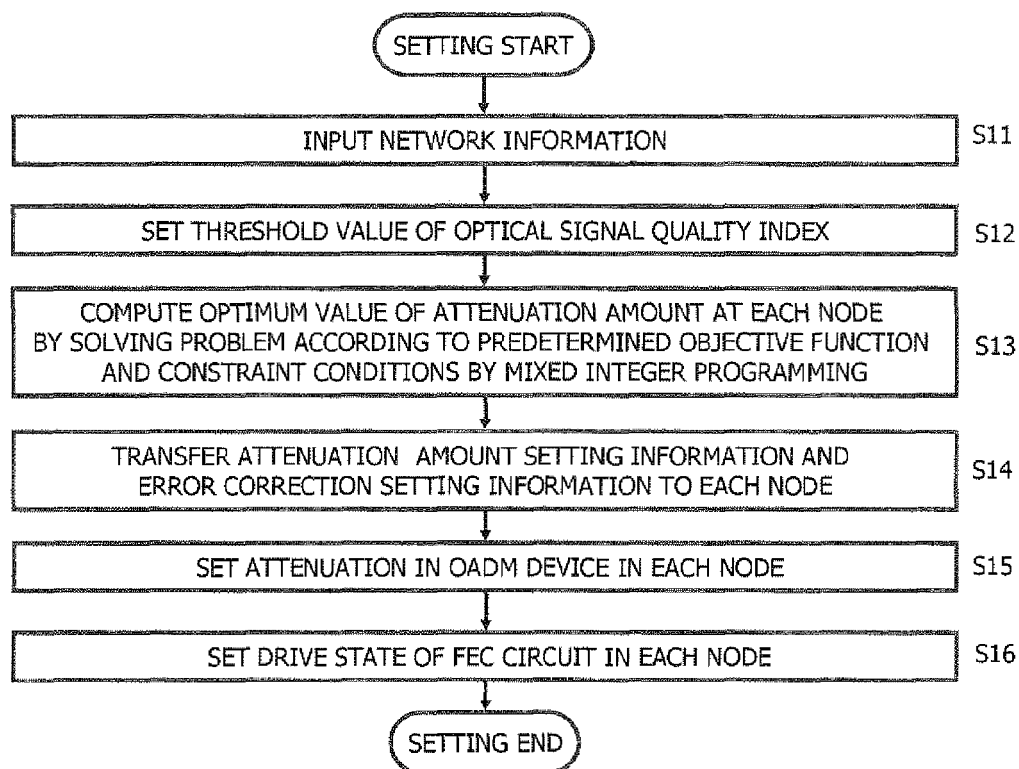 SETTING START
INPUT NETWORK INFORMATION
S11
SET THRESHOLD VALUE OF OPTICAL SIGNAL QUALITY INDEX
S12
COMPUTE OPTIMUM VALUE OF ATTENUATION AMOUNT AT EACH NODE
BY SOLVING PROBLEM ACCORDING TO PREDETERMINED OBJECTIVE FUNCTION
AND CONSTRAINT CONDITIONS BY MIXED INTEGER PROGRAMMING
S13
TRANSFER ATTENUATION AMOUNT SETTING INFORMATION AND
ERROR CORRECTION SETTING INFORMATION TO EACH NODE
S14
SET ATTENUATION IN OADM DEVICE IN EACH NODE
S15
SET DRIVE STATE OF FEC CIRCUIT IN EACH NODE
S16
SETTING END